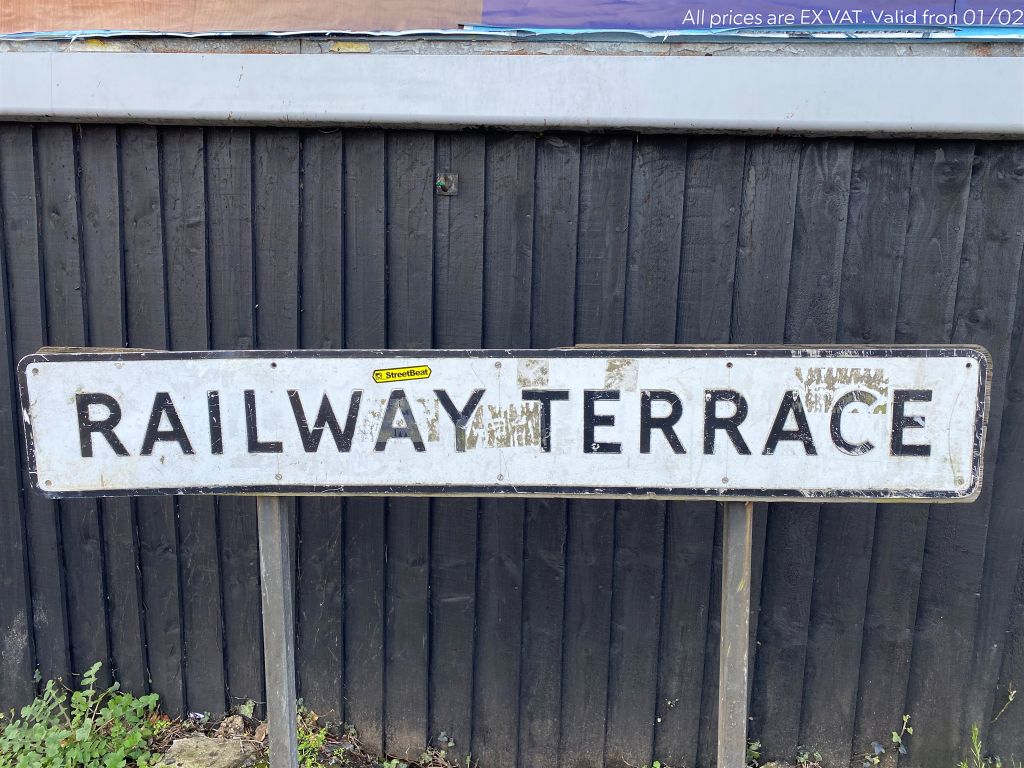 All prices are EX VAT. Valid fron 01/02
StreetBeat
RAILWAY TERRACE